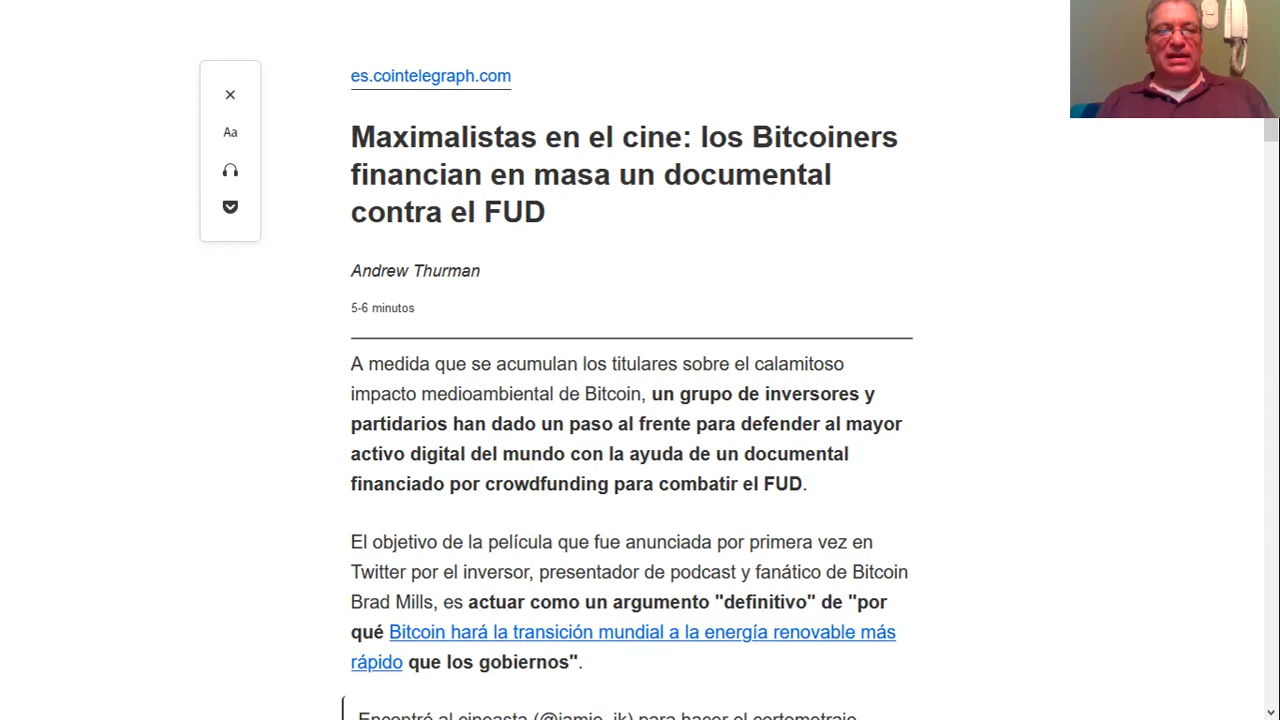 es.cointelegraph.com
Maximalistas en el cine: los Bitcoiners
financian en masa un documental
contra el FUD
Andrew Thurman
5-6 minutos
Aa
A medida que se acumulan los titulares sobre el calamitoso
impacto medioambiental de Bitcoin, un grupo de inversores y
partidarios han dado un paso al frente para defender al mayor
activo digital del mundo con la ayuda de un documental
financiado por crowdfunding para combatir el FUD.
El objetivo de la película que fue anunciada por primera vez en
Twitter por el inversor, presentador de podcast y fanático de Bitcoin
Brad Mills, es actuar como un argumento "definitivo" de "por
qué Bitcoin hará la transición mundial a la energía renovable más
rápido que los gobiernos".
Encontré al cineasta (@jamie_jk) para hacer el cortometraje